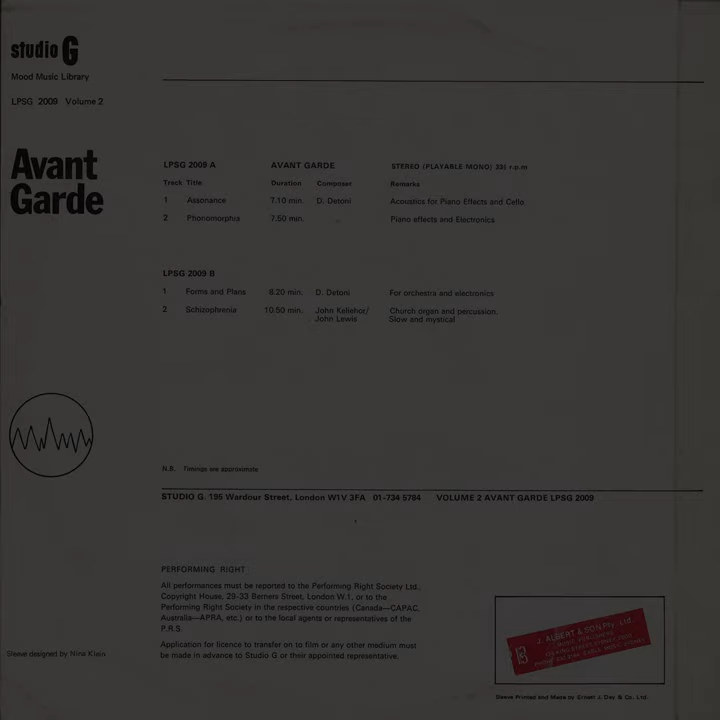 studio G
Mood Music Library
LPSG 2009 Volume 2
Avant
Garde
LPSG 2009 A AVANT GARDE STEREO (PLAYABLE MONO) 33⅓ r.p.m
Track Title Duration Composer Remarks
1 Assonance 7.10 min. D. Detoni Acoustics for Piano Effects and Cello
2 Phonomorphia 7.50 min. Piano effects and Electronics
LPSG 2009 B
1 Forms and Plans 8.20 min. D. Detoni For orchestra and electronics
2 Schizophrenia 10.50 min. John Keliehor/ Church organ and percussion.
John Lewis Slow and mystical
N.B. Timings are approximate
STUDIO G. 196 Wardour Street. London W1V 3FA 01-734 5784 VOLUME 2 AVANT GARDE LPSG 2009
PERFORMING RIGHT
All performances must be reported to the Performing Right Society Ltd.,
Copyright House, 29-33 Berners Street, London W.1. or to the
Performing Right Society in the respective countries (Canada—CAPAC,
Australia—APRA, etc.) or to the local agents or representatives of the
P.R.S.
Application for licence to transfer on to film or any other medium must
be made in advance to Studio G or their appointed representative.
J. ALBERT & SON Pty. Ltd.
MUSIC PUBLISHERS
Sleeve designed by Nina Klein
Sleeve Printed and Made by Ernest J. Day & Co. Ltd.